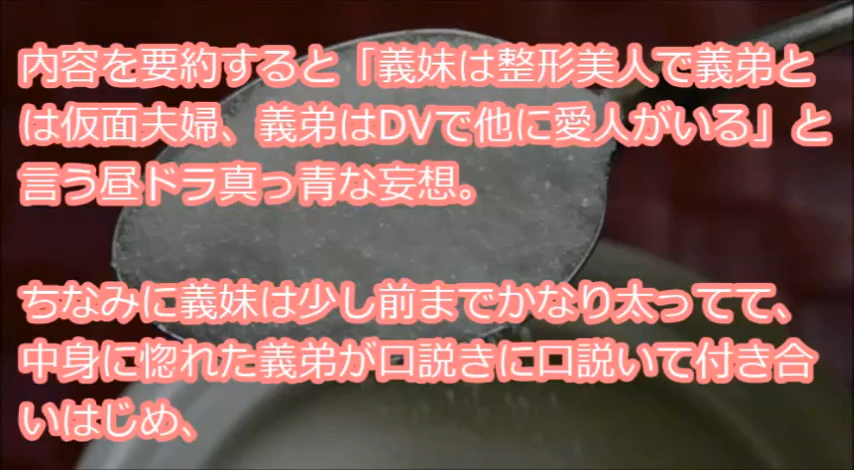 内容を要約すると「義妹は整形美人で義弟と
は仮面夫婦、義弟はDVで他に愛人がいる」と
言う昼ドラ真っ青な妄想。
ちなみに義妹は少し前までかなり太ってて、
中身に惚れた義弟が口説きに口説いて付き合
いはじめ、